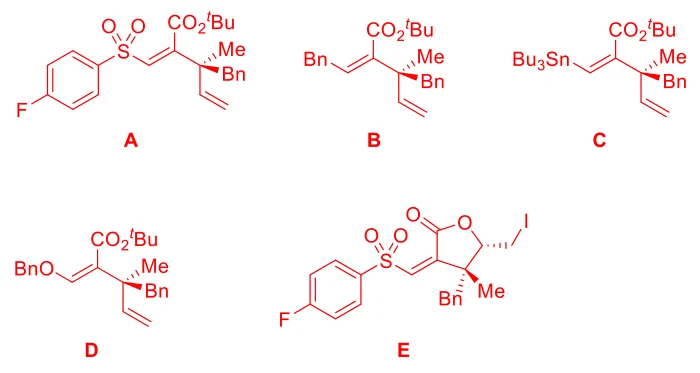 O O CO₂ᵗBu
S Me
Bn
F
A
CO₂ᵗBu
Bn Me
Bn
B
CO₂ᵗBu
Bu₃Sn Me
Bn
C
CO₂ᵗBu
BnO Me
Bn
D
O O I
O O
S
Bn Me
F
E